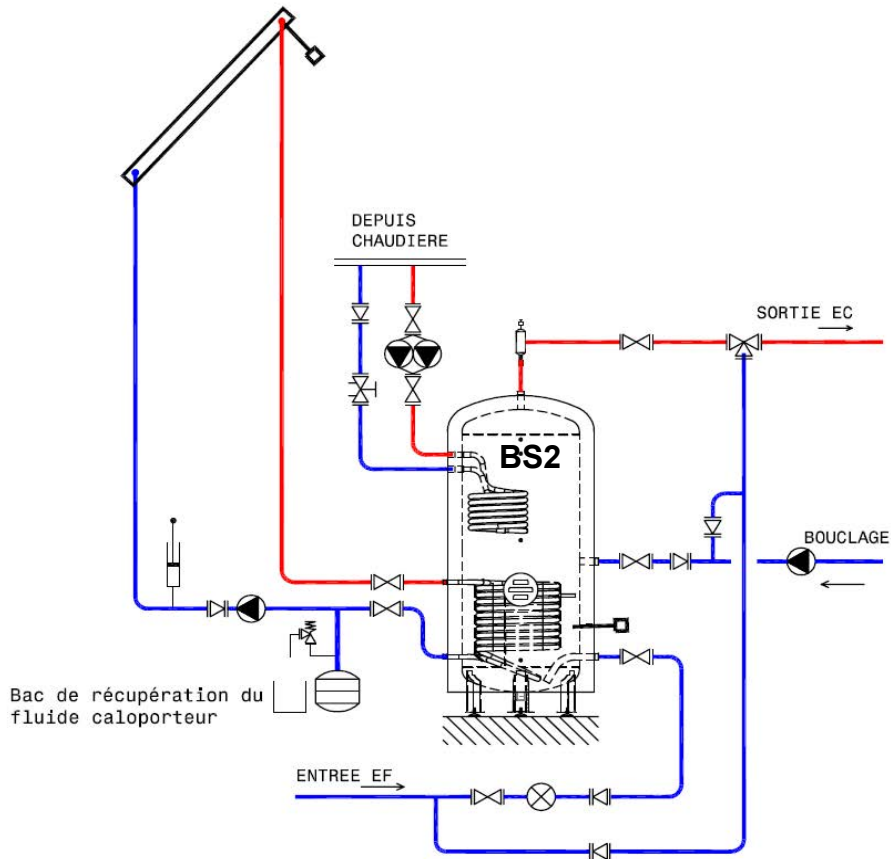 DEPUIS
CHAUDIERE
SORTIE EC
BS2
BOUCLAGE
Bac de récupération du
fluide caloporteur
ENTREE EF